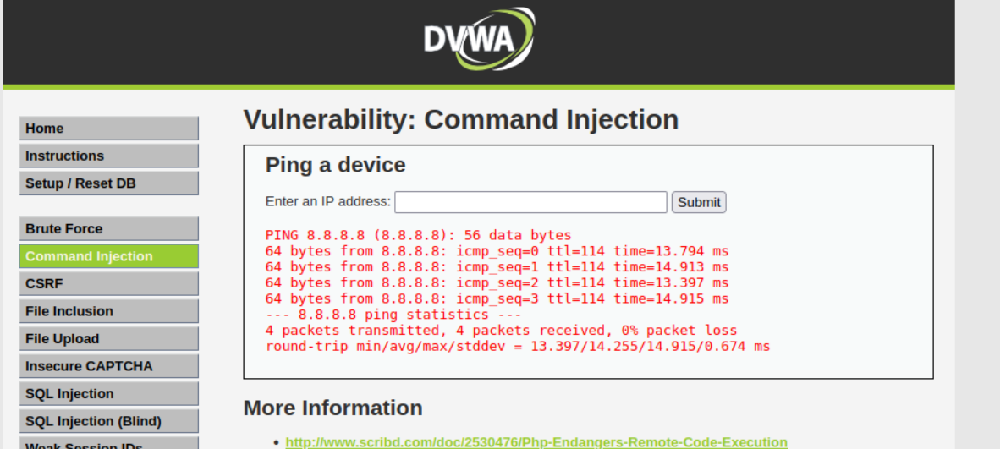 DVWA
Vulnerability: Command Injection
Home
Instructions
Setup / Reset DB
Brute Force
Command Injection
CSRF
File Inclusion
File Upload
Insecure CAPTCHA
SQL Injection
SQL Injection (Blind)
Weak Session IDs
Ping a device
Enter an IP address: Submit
PING 8.8.8.8 (8.8.8.8): 56 data bytes
64 bytes from 8.8.8.8: icmp_seq=0 ttl=114 time=13.794 ms
64 bytes from 8.8.8.8: icmp_seq=1 ttl=114 time=14.913 ms
64 bytes from 8.8.8.8: icmp_seq=2 ttl=114 time=13.397 ms
64 bytes from 8.8.8.8: icmp_seq=3 ttl=114 time=14.915 ms
--- 8.8.8.8 ping statistics ---
4 packets transmitted, 4 packets received, 0% packet loss
round-trip min/avg/max/stddev = 13.397/14.255/14.915/0.674 ms
More Information
• http://www.scribd.com/doc/2530476/Php-Endangers-Remote-Code-Execution